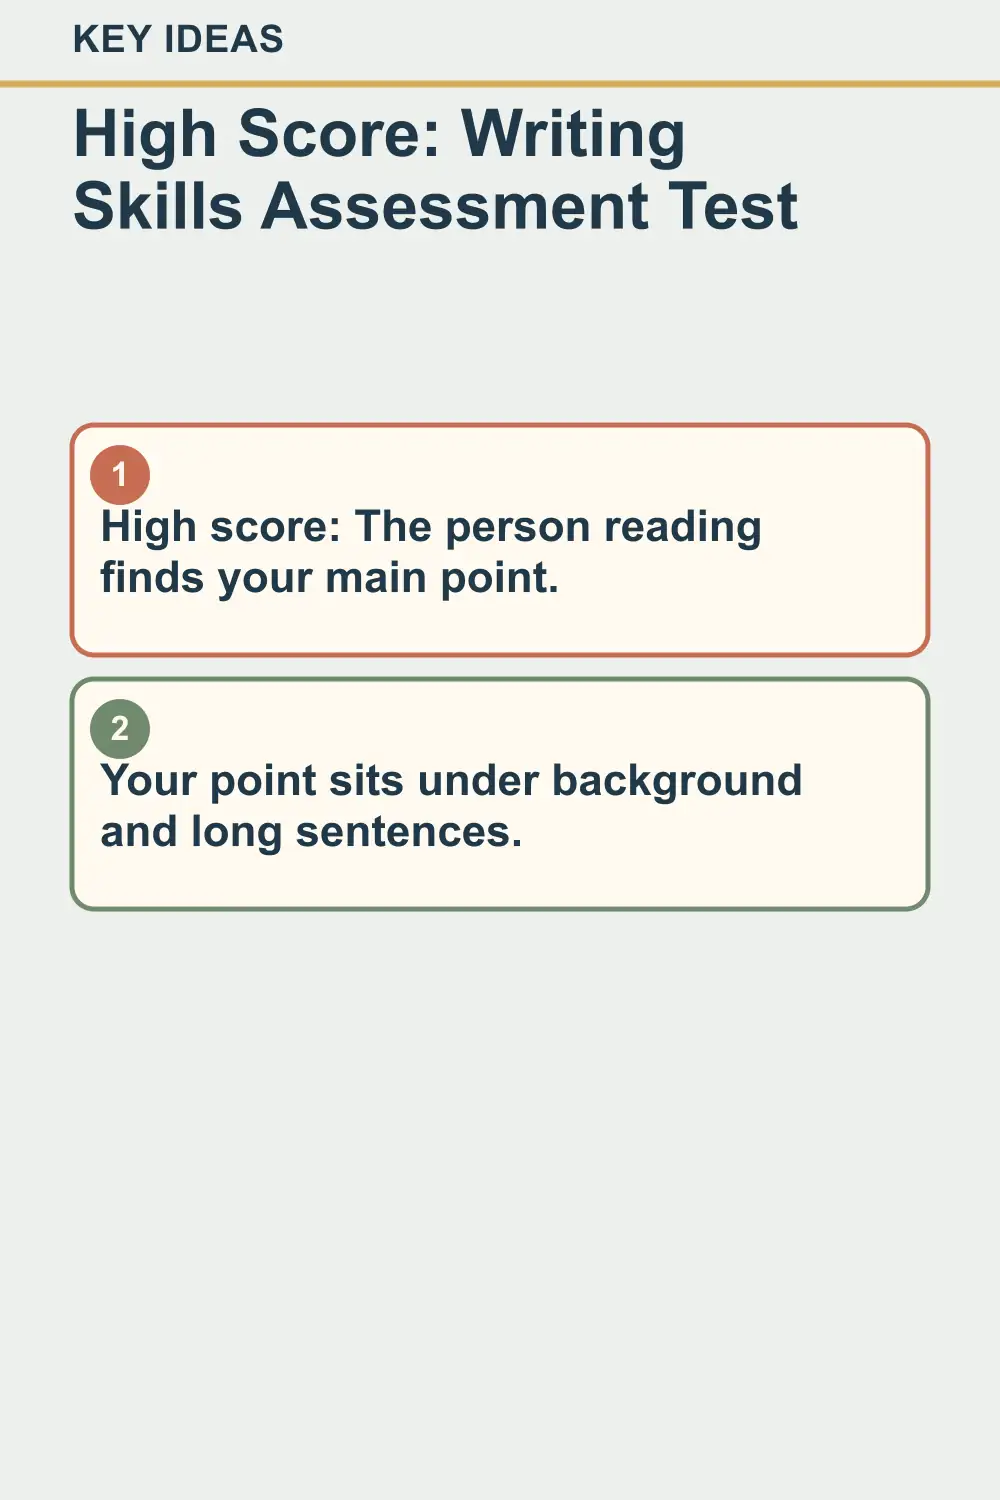 KEY IDEAS
High Score: Writing
Skills Assessment Test
1
High score: The person reading
finds your main point.
2
Your point sits under background
and long sentences.